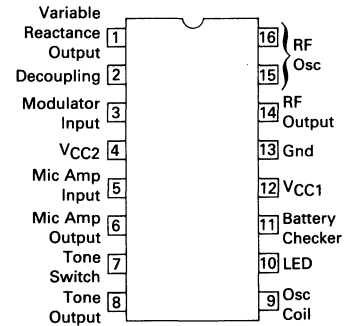 Variable
Reactance
Output
1
Decoupling
2
Modulator
Input
3
VCC2
4
Mic Amp
Input
5
Mic Amp
Output
6
Tone
Switch
7
Tone
Output
8
16
RF
Osc
15
14
RF
Output
13
Gnd
12
VCC1
11
Battery
Checker
10
LED
9
Osc
Coil